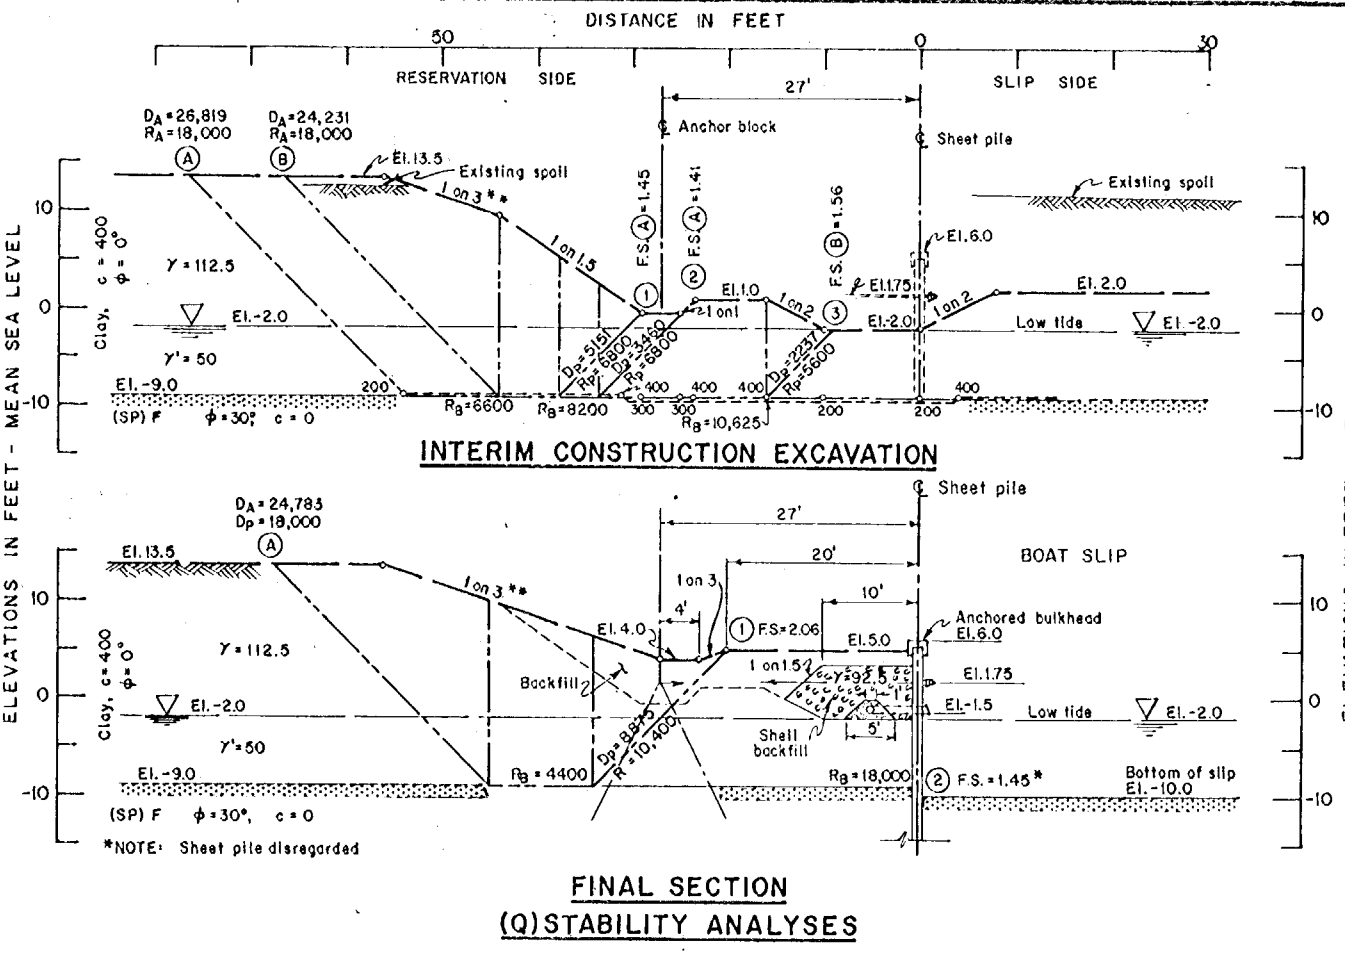 DISTANCE IN FEET
50 0 30
RESERVATION SIDE SLIP SIDE
27'
D_A = 26,819
R_A = 18,000
D_A = 24,231
R_A = 18,000
℄ Anchor block
℄ Sheet pile
A
B
El. 13.5
Existing spoil
1 on 3 **
1 on 1.5
F.S. A = 1.45
F.S. A = 1.41
F.S. B = 1.56
Existing spoil
El. 6.0
10
0
-10
10
0
-10
ELEVATIONS IN FEET - MEAN SEA LEVEL
Clay, c = 400
φ = 0°
γ = 112.5
El. -2.0
γ' = 50
El. -9.0
(SP) F φ = 30°, c = 0
1
2
3
El. 1.0
1 on 1
1 on 2
El. 1.75
El. -2.0
1 on 2
El. 2.0
Low tide
El. -2.0
D_P = 5151
R_P = 6800
D_P = 3460
R_P = 6800
D_P = 2237
R_P = 5600
200
R_B = 6600
R_B = 8200
400 400 400 400
300 300 200 200
R_B = 10,625
INTERIM CONSTRUCTION EXCAVATION
℄ Sheet pile
D_A = 24,783
D_P = 18,000
A
27'
20'
BOAT SLIP
El. 13.5
1 on 3 **
1 on 3
10'
4'
El. 4.0
1 F.S. = 2.06
El. 5.0
Anchored bulkhead
El. 6.0
10
0
-10
10
0
-10
Clay, c = 400
φ = 0°
γ = 112.5
Backfill
1 on 1.5
γ = 92.5
El. 1.75
1' 1'
El. -1.5
El. -2.0
Low tide
El. -2.0
Shell
backfill
5'
γ' = 50
D_P = 8875
R = 10,400
El. -9.0
R_B = 4400
R_B = 18,000
2 F.S. = 1.45*
Bottom of slip
El. -10.0
(SP) F φ = 30°, c = 0
*NOTE: Sheet pile disregarded
FINAL SECTION
(Q) STABILITY ANALYSES